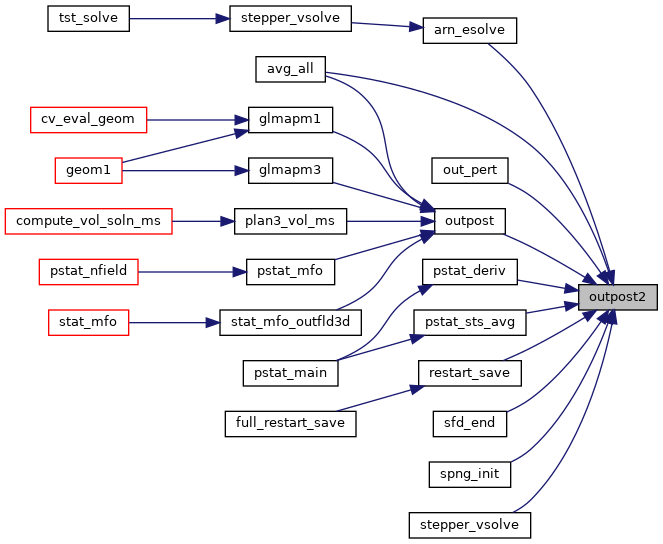 tst_solve
stepper_vsolve
arn_esolve
avg_all
cv_eval_geom
glmapm1
geom1
glmapm3
out_pert
compute_vol_soln_ms
plan3_vol_ms
outpost
pstat_nfield
pstat_mfo
pstat_deriv
outpost2
stat_mfo
stat_mfo_outfld3d
pstat_sts_avg
pstat_main
restart_save
full_restart_save
sfd_end
spng_init
stepper_vsolve